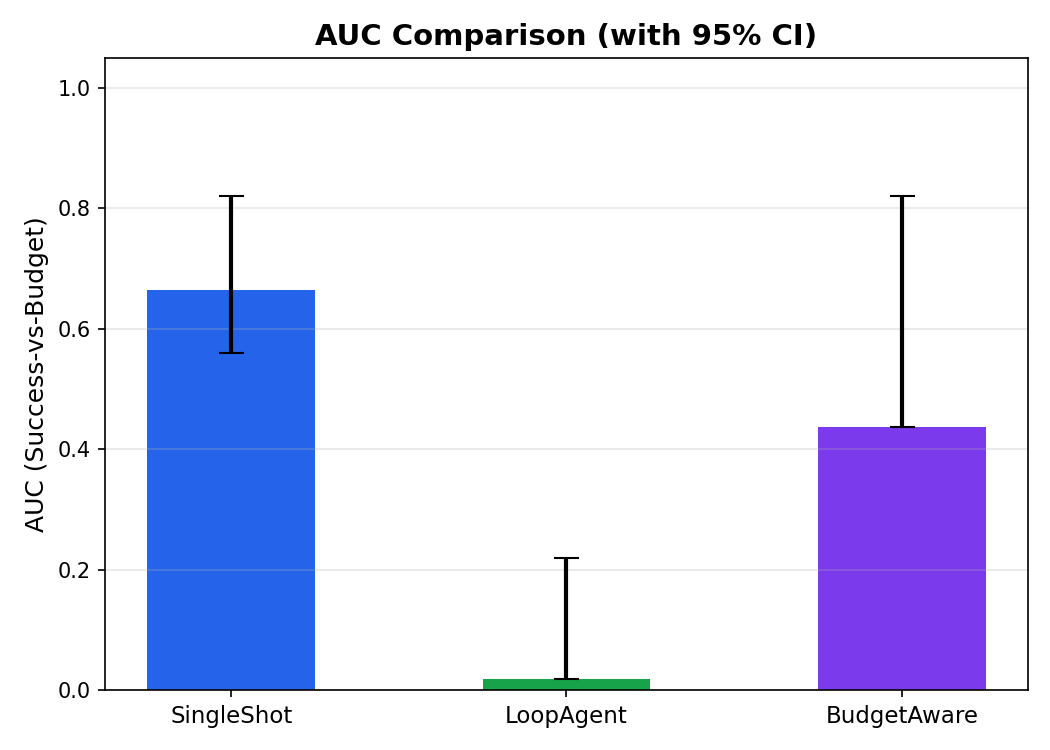 AUC Comparison (with 95% CI)
AUC (Success-vs-Budget)
1.0
0.8
0.6
0.4
0.2
0.0
SingleShot LoopAgent BudgetAware